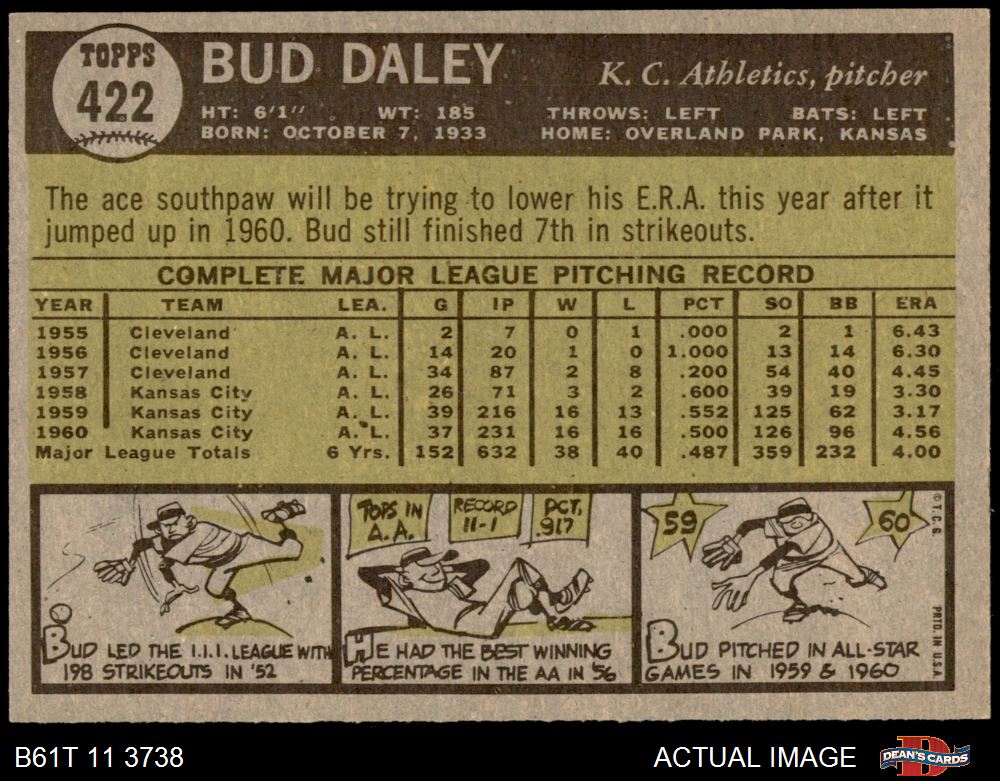 TOPPS
422
BUD DALEY
K. C. Athletics, pitcher
HT: 6'1" WT: 185 THROWS: LEFT BATS: LEFT
BORN: OCTOBER 7, 1933 HOME: OVERLAND PARK, KANSAS
The ace southpaw will be trying to lower his E.R.A. this year after it
jumped up in 1960. Bud still finished 7th in strikeouts.
COMPLETE MAJOR LEAGUE PITCHING RECORD
YEAR TEAM LEA. G IP W L PCT SO BB ERA
1955 Cleveland A. L. 2 7 0 1 .000 2 1 6.43
1956 Cleveland A. L. 14 20 1 0 1.000 13 14 6.30
1957 Cleveland A. L. 34 87 2 8 .200 54 40 4.45
1958 Kansas City A. L. 26 71 3 2 .600 39 19 3.30
1959 Kansas City A. L. 39 216 16 13 .552 125 62 3.17
1960 Kansas City A. L. 37 231 16 16 .500 126 96 4.56
Major League Totals 6 Yrs. 152 632 38 40 .487 359 232 4.00
BUD LED THE I.I.I. LEAGUE WITH
198 STRIKEOUTS IN '52
TOPS IN
A.A.
RECORD
11-1
PCT.
.917
HE HAD THE BEST WINNING
PERCENTAGE IN THE AA IN '56
59
60
BUD PITCHED IN ALL-STAR
GAMES IN 1959 & 1960
© T. C. G.
PRTD. IN U.S.A.
B61T 11 3738
ACTUAL IMAGE
DEAN'S CARDS